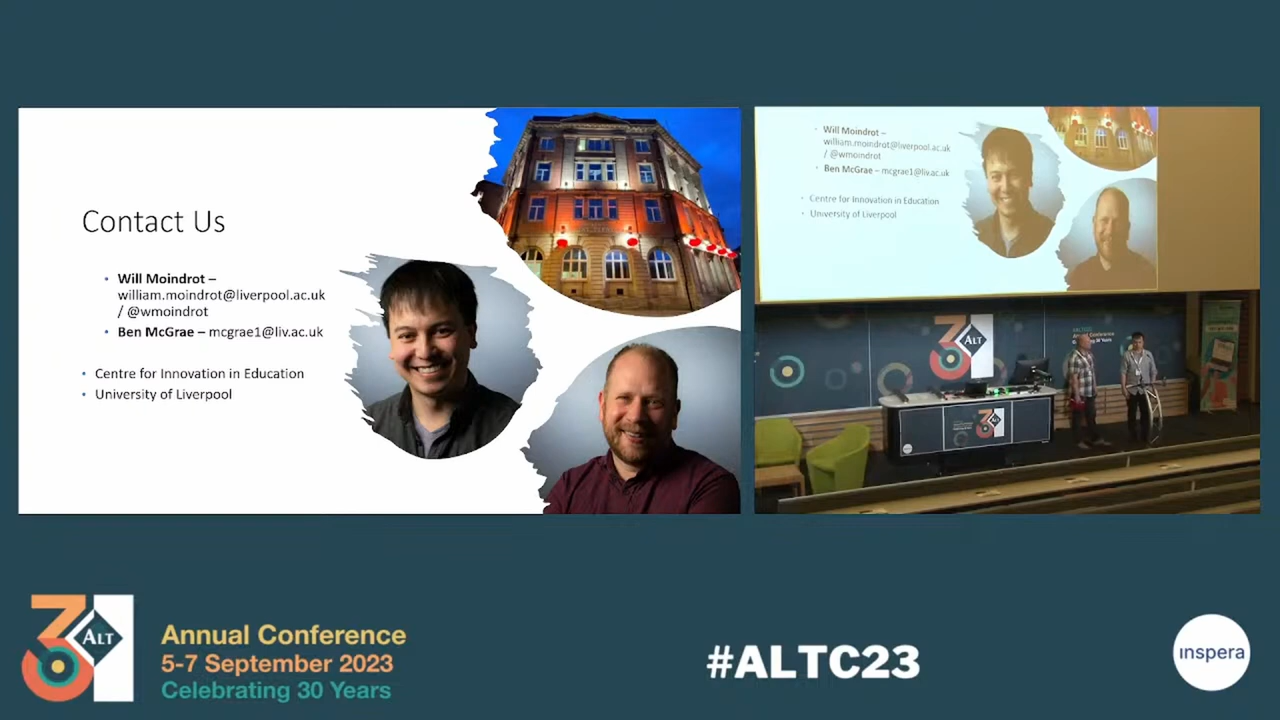 Contact Us
• Will Moindrot –
william.moindrot@liverpool.ac.uk
/ @wmoindrot
• Ben McGrae – mcgrae1@liv.ac.uk
• Centre for Innovation in Education
• University of Liverpool
• Will Moindrot –
william.moindrot@liverpool.ac.uk
/ @wmoindrot
• Ben McGrae – mcgrae1@liv.ac.uk
• Centre for Innovation in Education
• University of Liverpool
ALT
Annual Conference
ALT
Annual Conference
5-7 September 2023
Celebrating 30 Years
#ALTC23
inspera